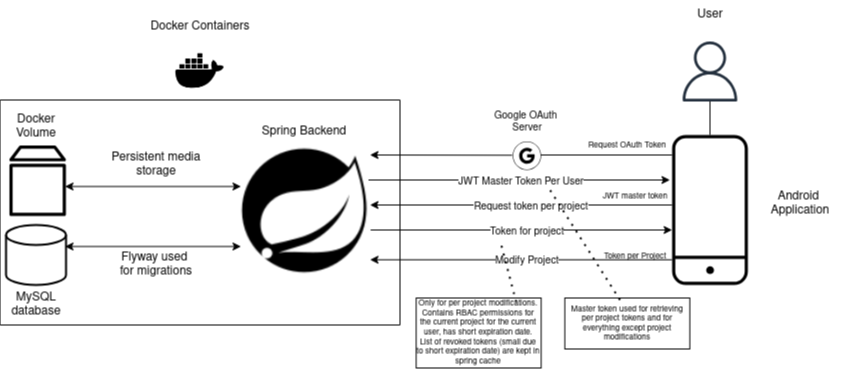 Docker Containers
User
Docker
Volume
Spring Backend
Google OAuth
Server
G
Persistent media
storage
Request OAuth Token
JWT Master Token Per User
JWT master token
Request token per project
Token for project
Modify Project
Token per Project
Android
Application
Flyway used
for migrations
MySQL
database
Only for per project modifications.
Contains RBAC permissions for
the current project for the current
user, has short expiration date.
List of revoked tokens (small due
to short expiration date) are kept in
spring cache
Master token used for retrieving
per project tokens and for
everything except project
modifications